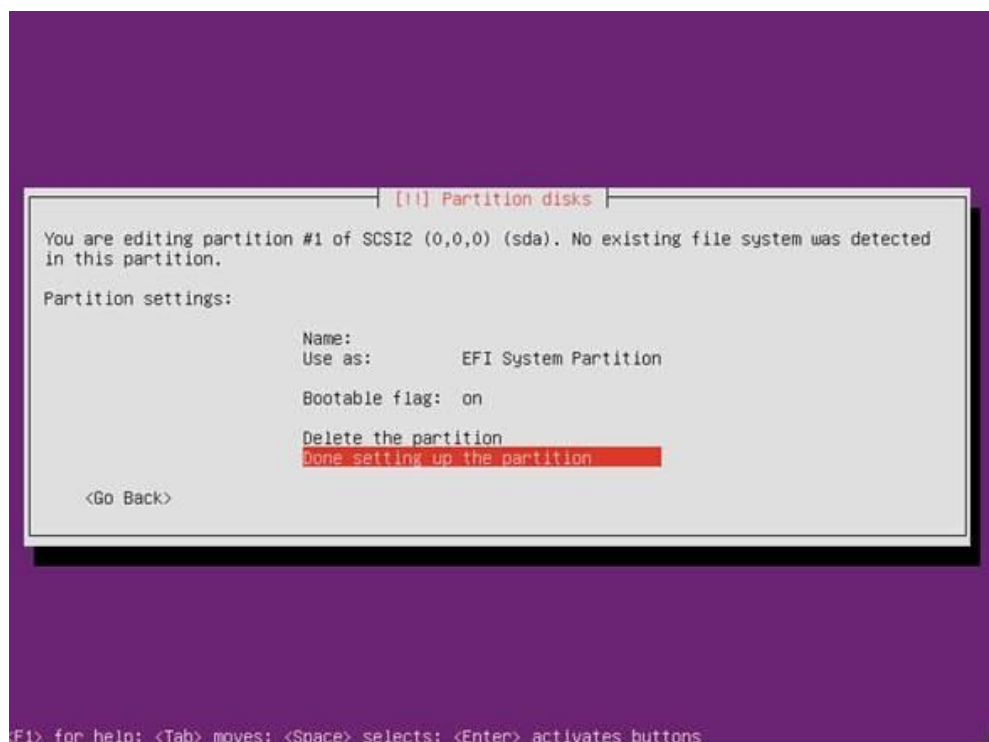 [!!] Partition disks
You are editing partition #1 of SCSI2 (0,0,0) (sda). No existing file system was detected
in this partition.
Partition settings:
Name:
Use as: EFI System Partition
Bootable flag: on
Delete the partition
Done setting up the partition
<Go Back>
<F1> for help; <Tab> moves; <Space> selects; <Enter> activates buttons